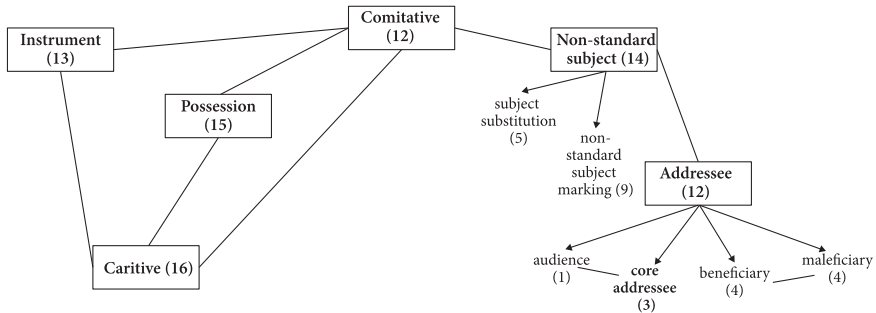 Comitative
(12)
Instrument
(13)
Non-standard
subject (14)
Possession
(15)
subject
substitution
(5)
non-
standard
subject
marking (9)
Addressee
(12)
Caritive (16)
audience
(1)
core
addressee
(3)
beneficiary
(4)
maleficiary
(4)